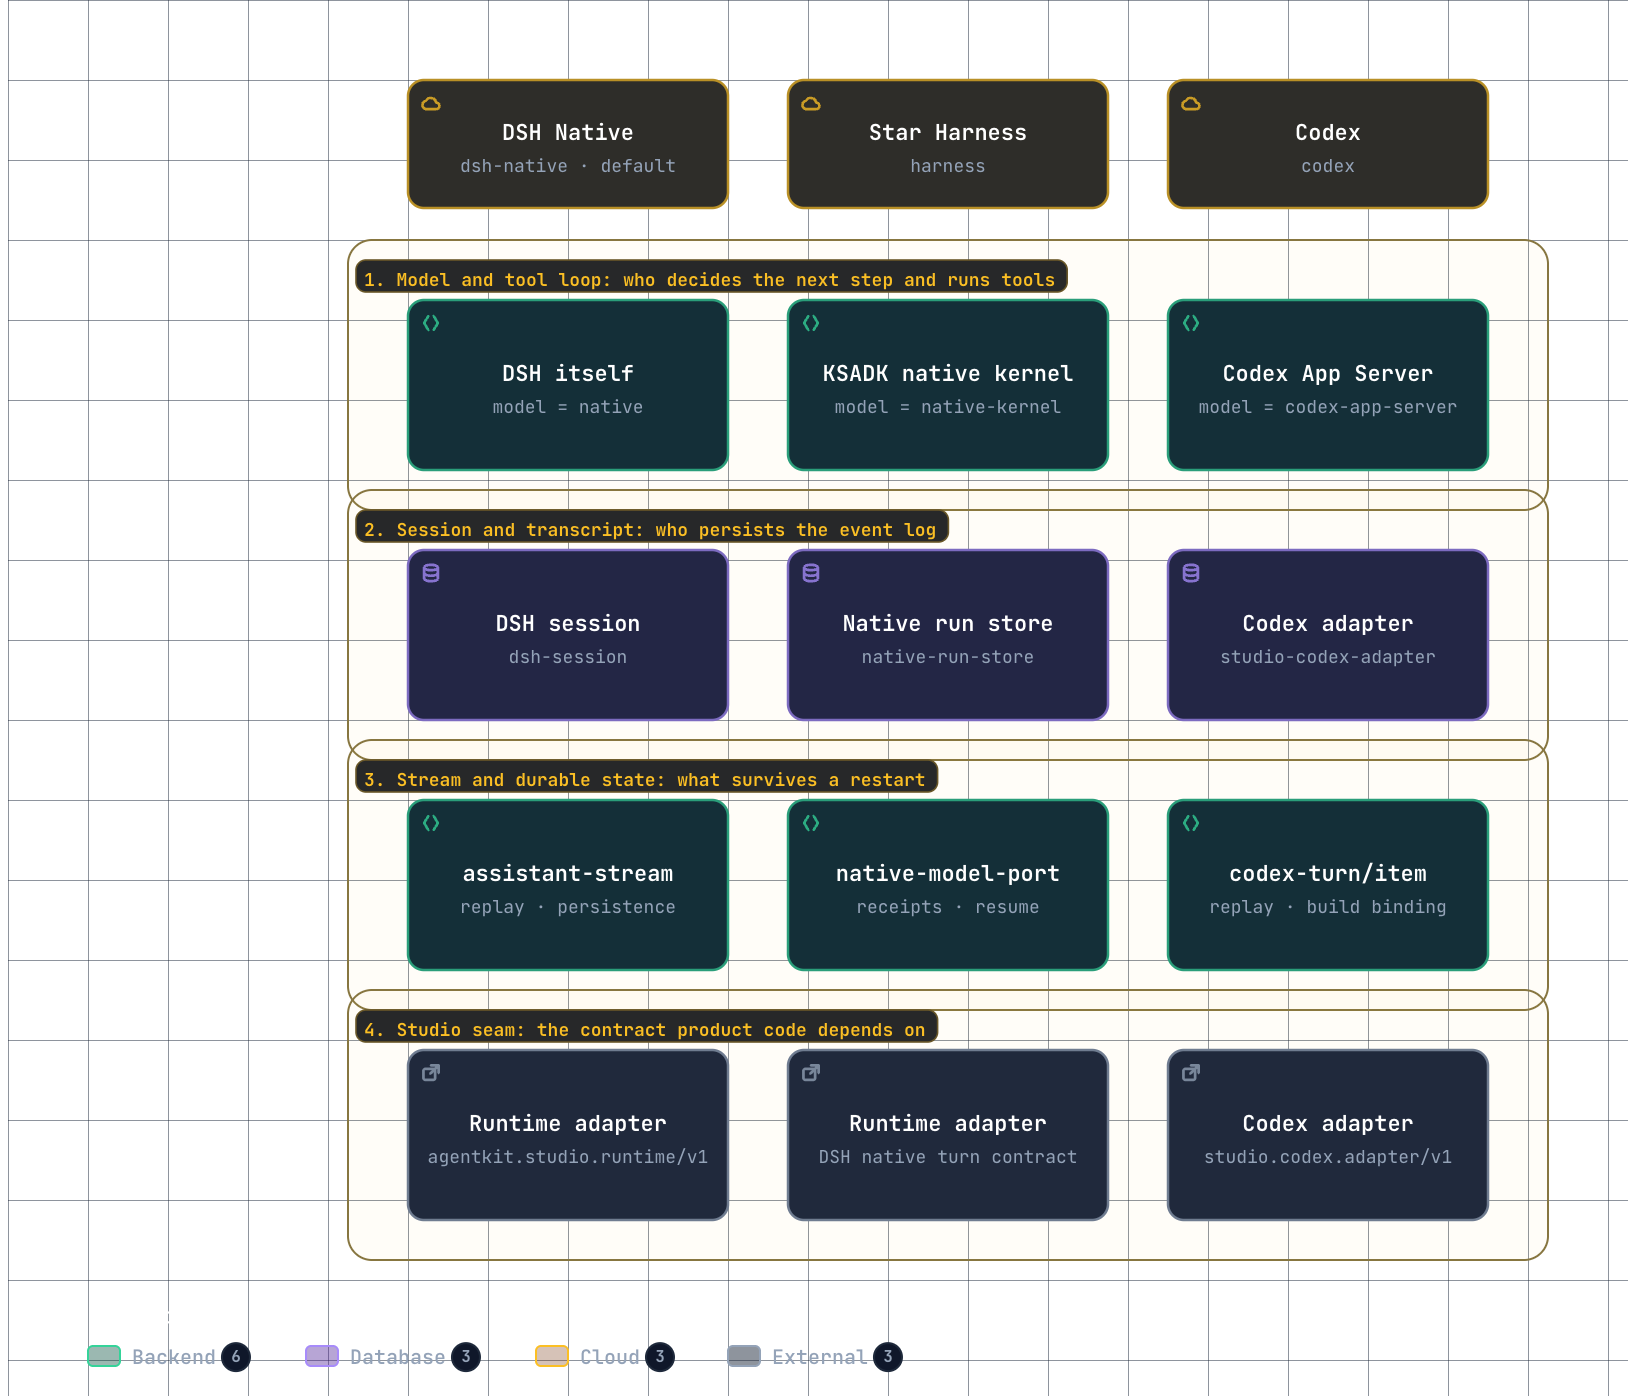 DSH Native
dsh-native · default
Star Harness
harness
Codex
codex
1. Model and tool loop: who decides the next step and runs tools
DSH itself
model = native
KSADK native kernel
model = native-kernel
Codex App Server
model = codex-app-server
2. Session and transcript: who persists the event log
DSH session
dsh-session
Native run store
native-run-store
Codex adapter
studio-codex-adapter
3. Stream and durable state: what survives a restart
assistant-stream
replay · persistence
native-model-port
receipts · resume
codex-turn/item
replay · build binding
4. Studio seam: the contract product code depends on
Runtime adapter
agentkit.studio.runtime/v1
Runtime adapter
DSH native turn contract
Codex adapter
studio.codex.adapter/v1
Backend 6
Database 3
Cloud 3
External 3